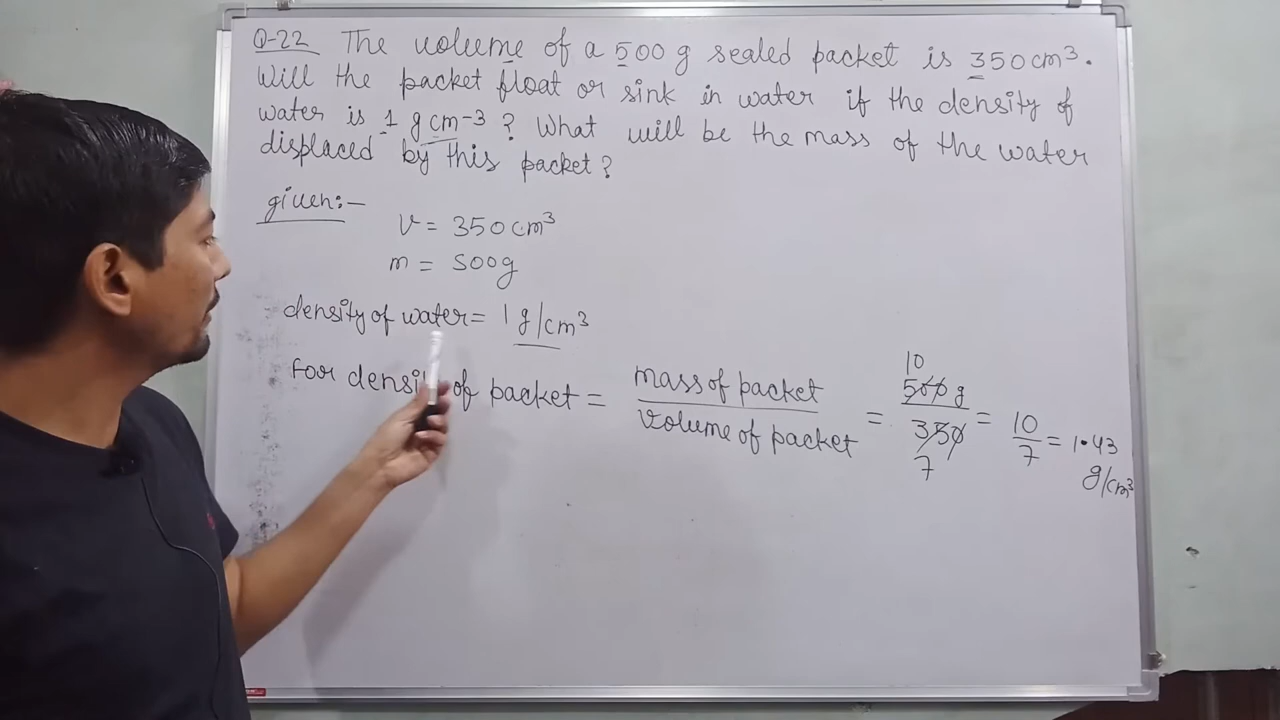 Q-22 The volume of a 500 g sealed packet is 350 cm³.
Will the packet float or sink in water if the density of
water is 1 g cm-3 ? What will be the mass of the water
displaced by this packet?
given:-
v = 350 cm³
m = 500g
density of water = 1 g/cm³
For density of packet = mass of packet / volume of packet = 500 g / 350 = 10/7 = 1.43 g/cm³
10
7